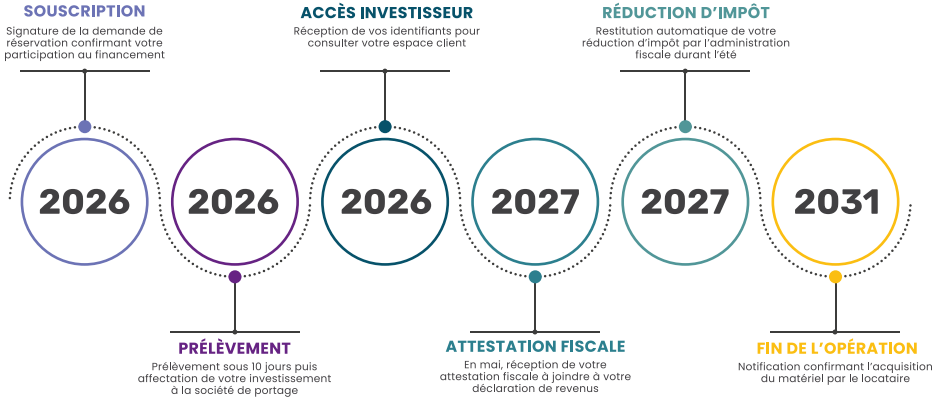 SOUSCRIPTION
Signature de la demande de
réservation confirmant votre
participation au financement
ACCÈS INVESTISSEUR
Réception de vos identifiants pour
consulter votre espace client
RÉDUCTION D'IMPÔT
Restitution automatique de votre
réduction d'impôt par l'administration
fiscale durant l'été
2026
2026
2026
2027
2027
2031
PRÉLÈVEMENT
Prélèvement sous 10 jours puis
affectation de votre investissement
à la société de portage
ATTESTATION FISCALE
En mai, réception de votre
attestation fiscale à joindre à votre
déclaration de revenus
FIN DE L'OPÉRATION
Notification confirmant l'acquisition
du matériel par le locataire